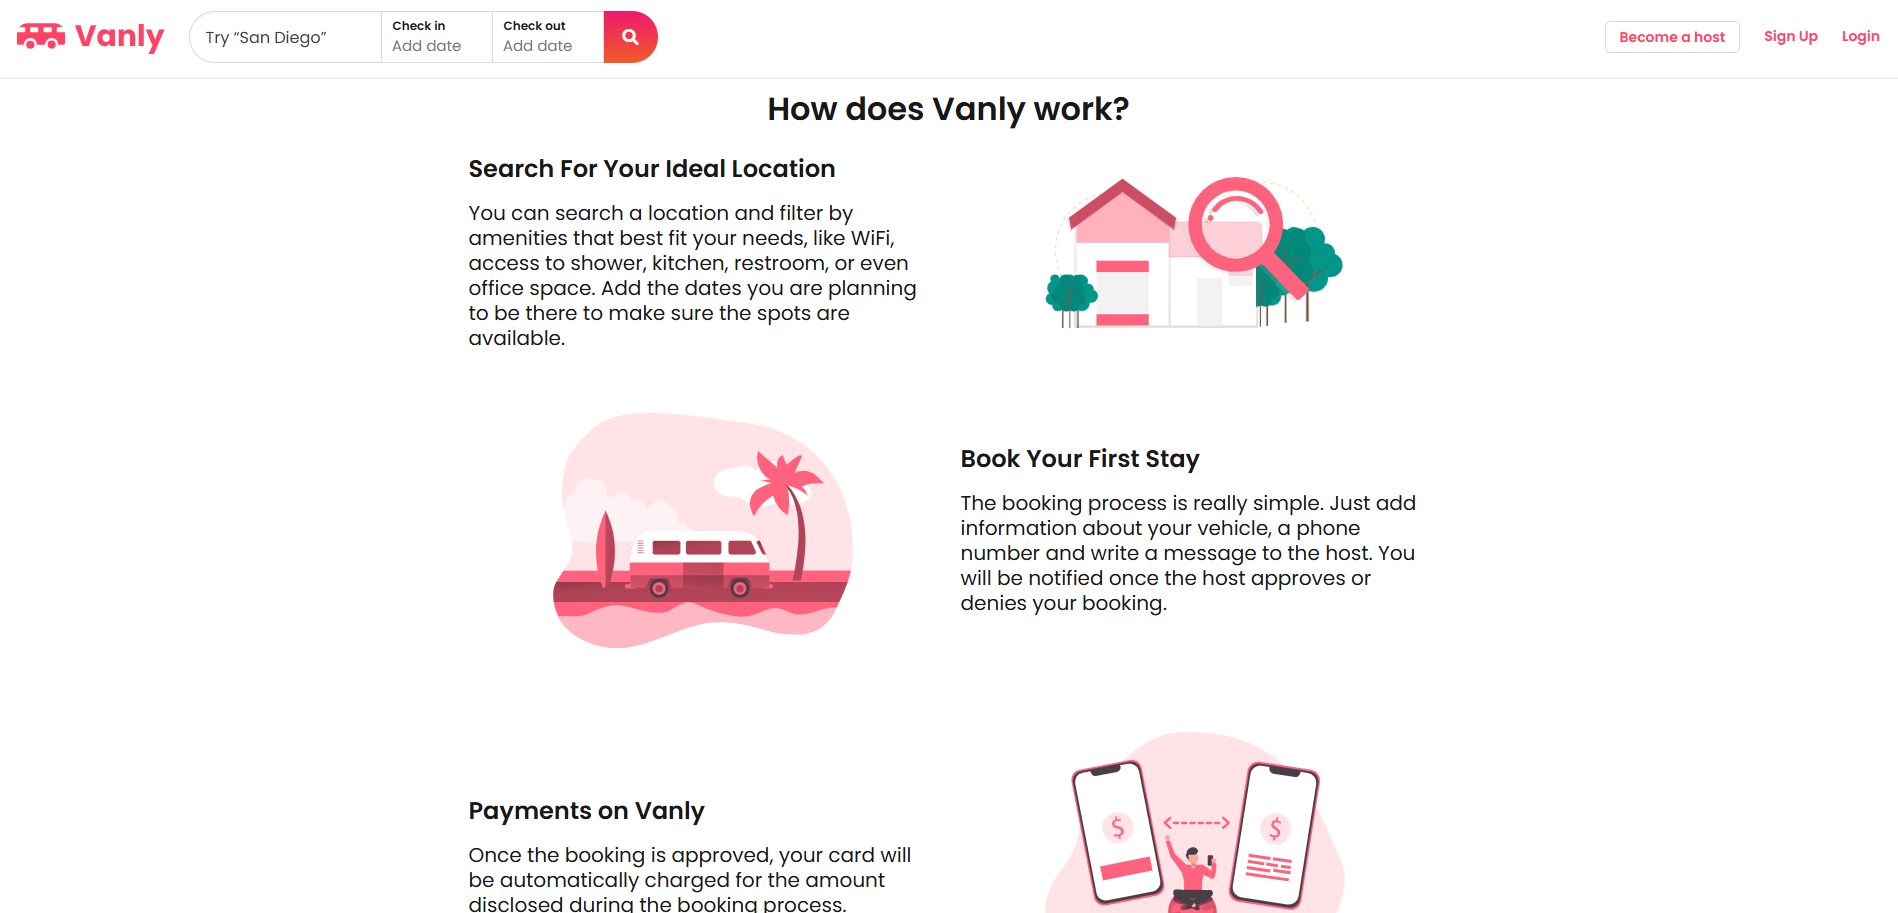 Vanly
Try “San Diego”
Check in
Add date
Check out
Add date
Become a host
Sign Up
Login
How does Vanly work?
Search For Your Ideal Location
You can search a location and filter by
amenities that best fit your needs, like WiFi,
access to shower, kitchen, restroom, or even
office space. Add the dates you are planning
to be there to make sure the spots are
available.
Book Your First Stay
The booking process is really simple. Just add
information about your vehicle, a phone
number and write a message to the host. You
will be notified once the host approves or
denies your booking.
Payments on Vanly
$
$
Once the booking is approved, your card will
be automatically charged for the amount
disclosed during the booking process.